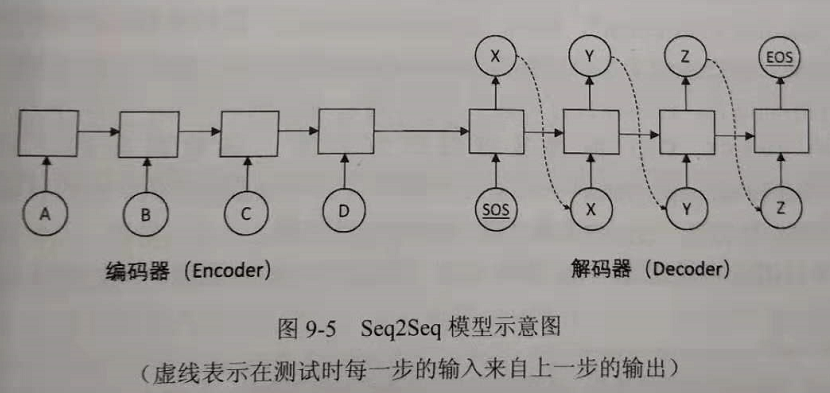 X Y Z EOS
A B C D SOS X Y Z
编码器（Encoder） 解码器（Decoder）
图 9-5 Seq2Seq 模型示意图
（虚线表示在测试时每一步的输入来自上一步的输出）